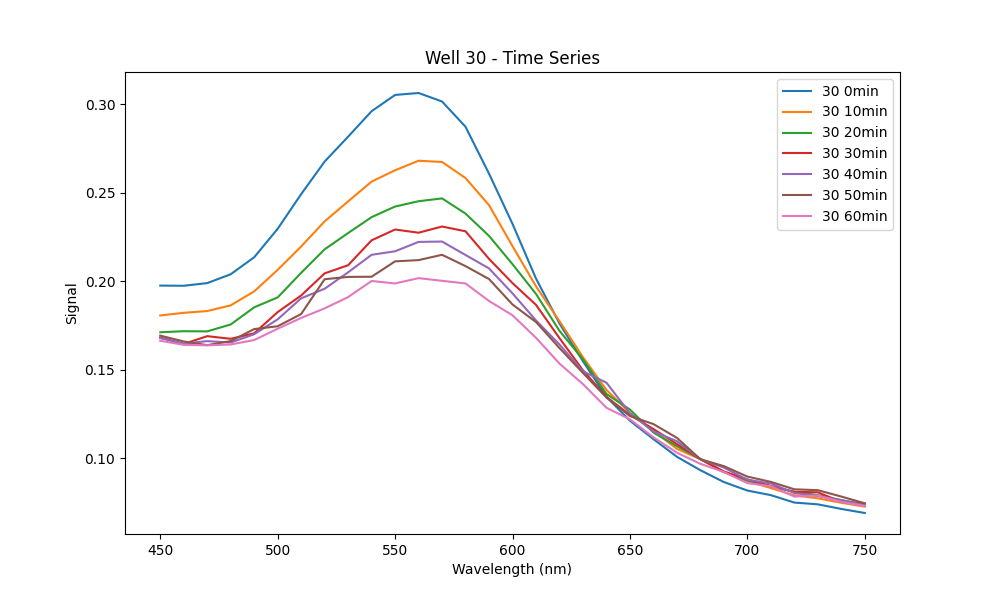 Well 30 - Time Series
Signal
0.30
0.25
0.20
0.15
0.10
30 0min
30 10min
30 20min
30 30min
30 40min
30 50min
30 60min
450 500 550 600 650 700 750
Wavelength (nm)